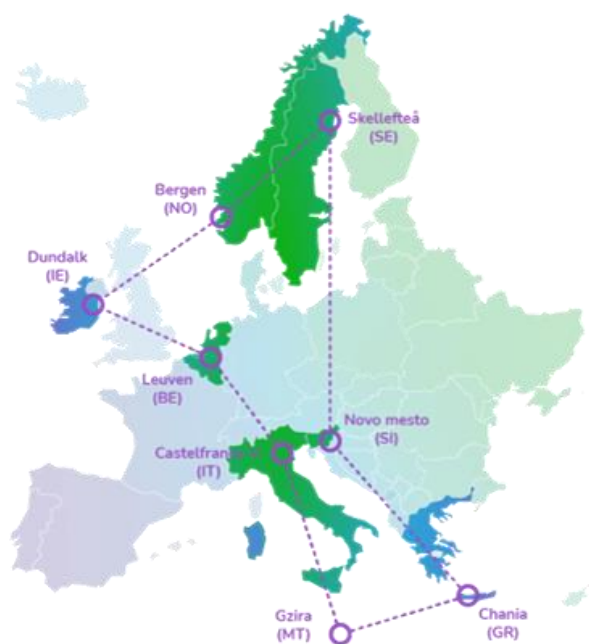 Skellefteå
(SE)
Bergen
(NO)
Dundalk
(IE)
Leuven
(BE)
Novo mesto
(SI)
(IT)
Gzira
(MT)
Chania
(GR)